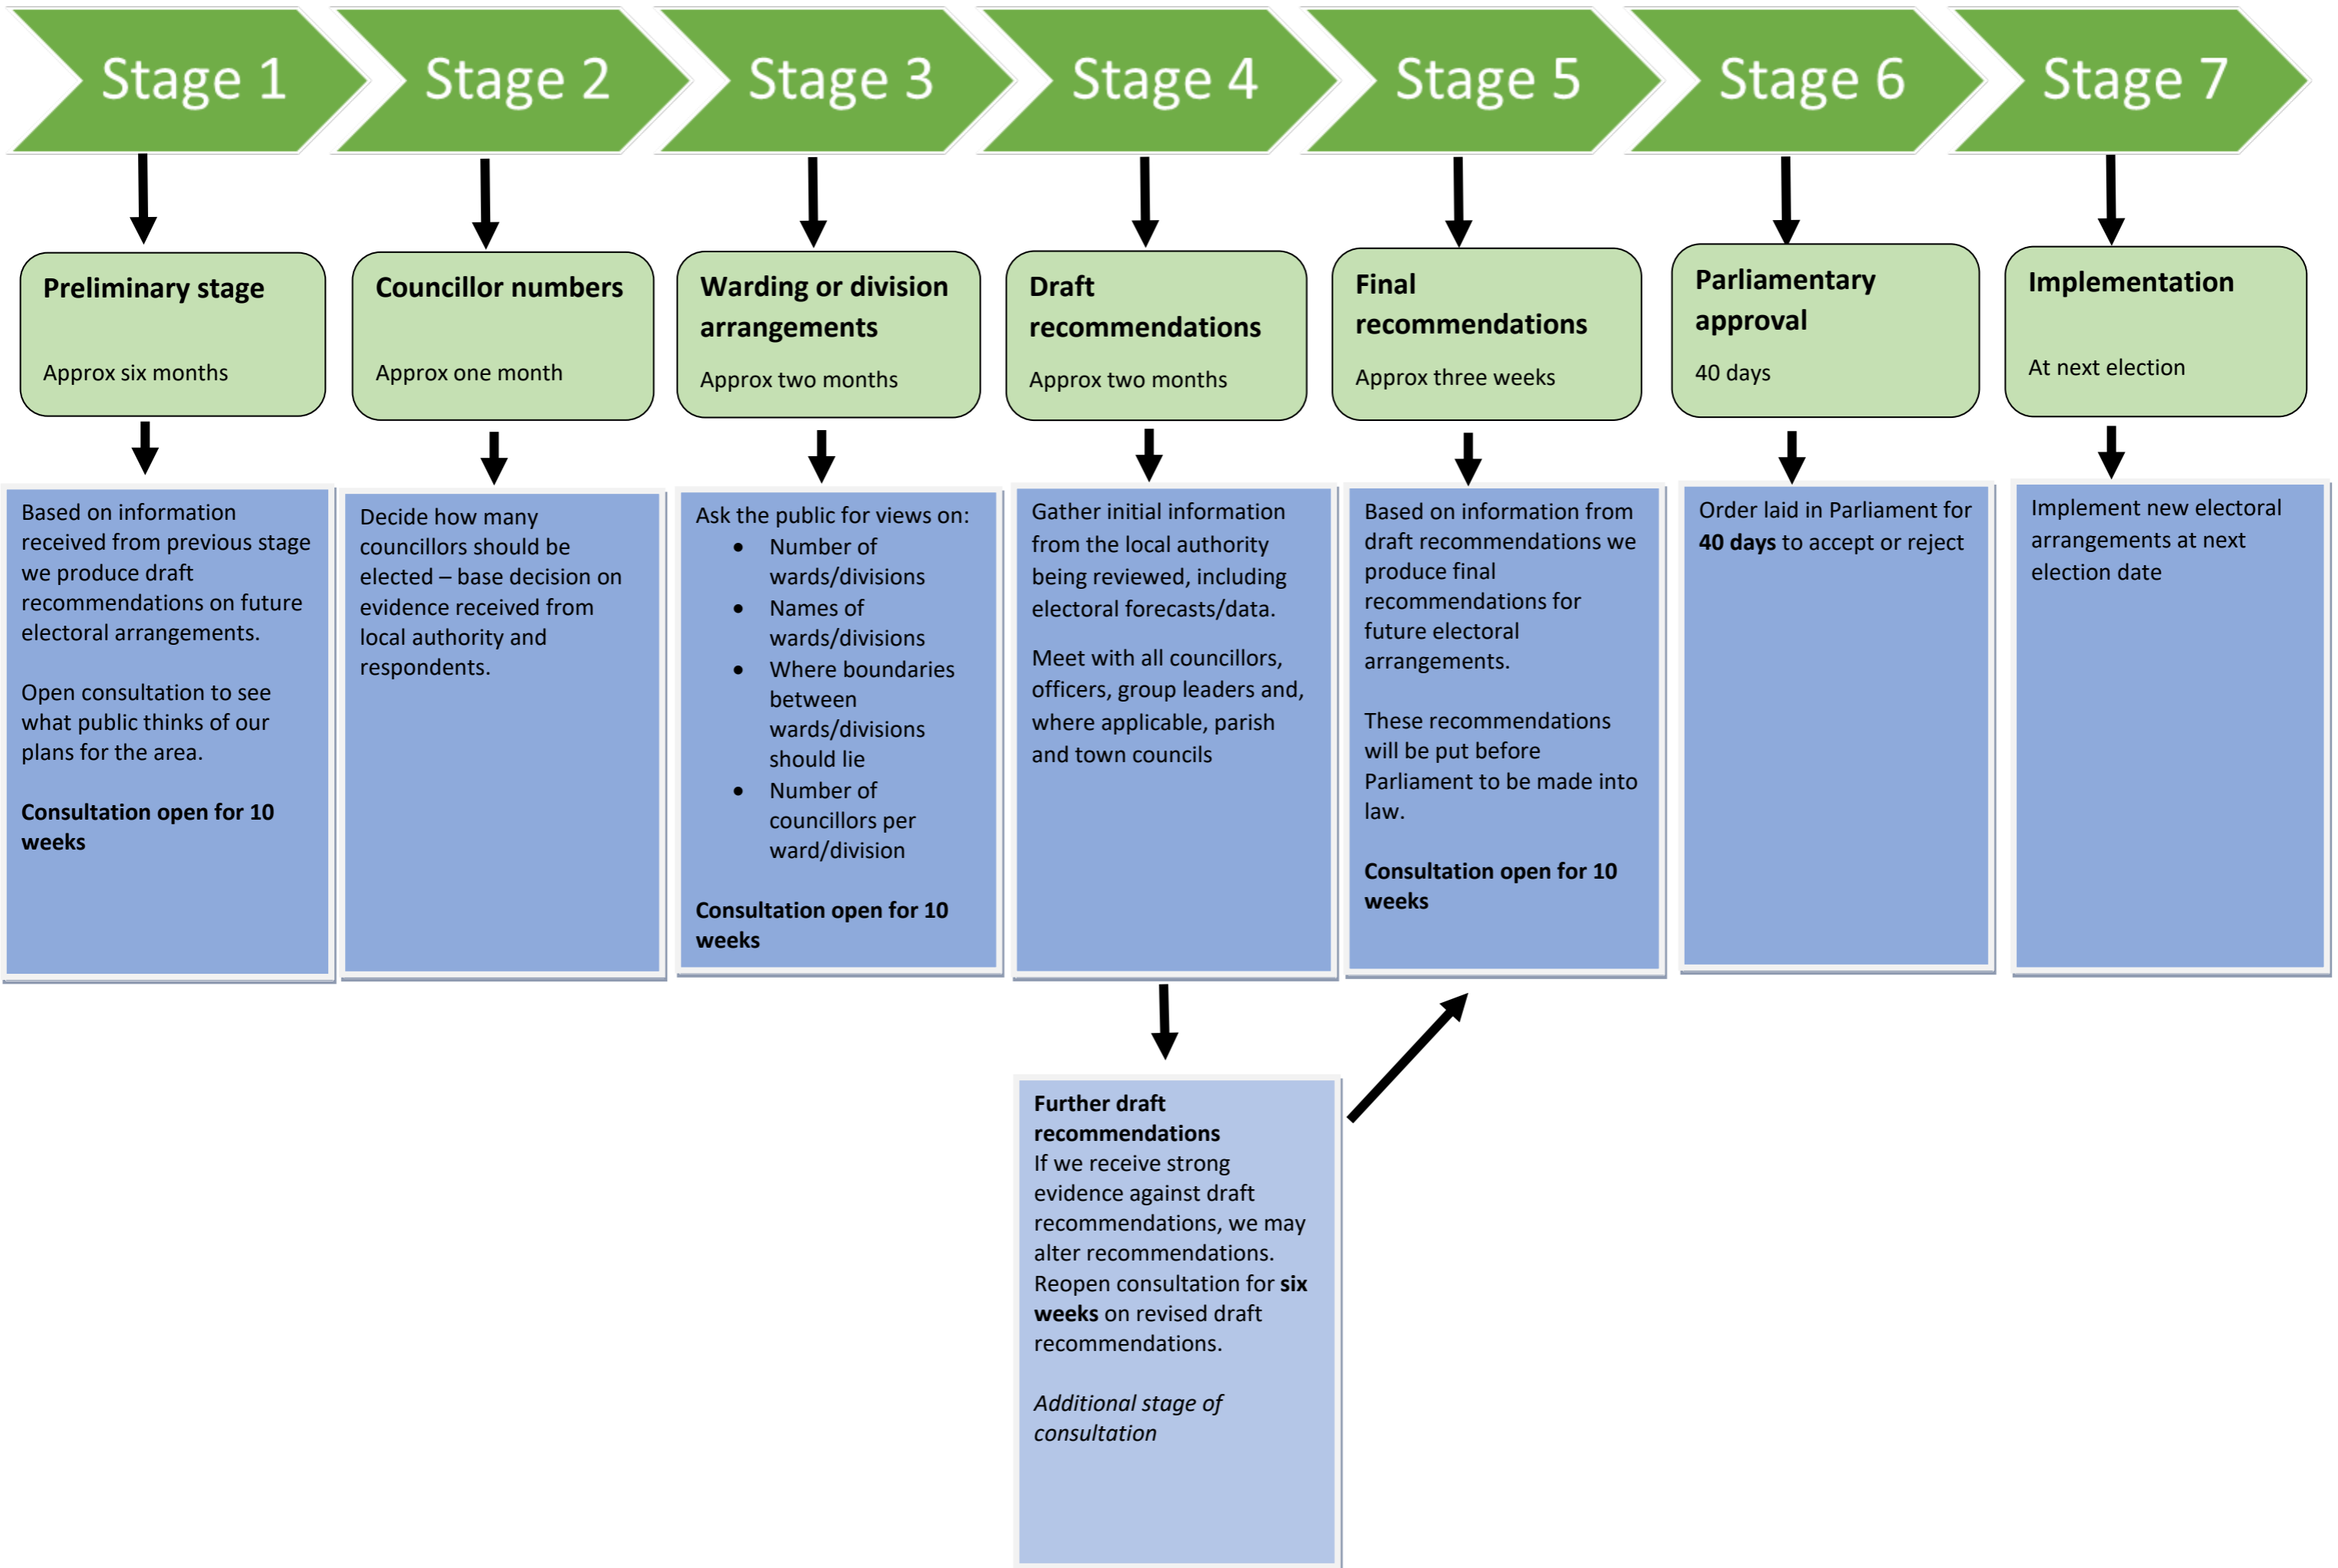 Stage 1
Stage 2
Stage 3
Stage 4
Stage 5
Stage 6
Stage 7
Preliminary stage
Approx six months
Councillor numbers
Approx one month
Warding or division
arrangements
Approx two months
Draft
recommendations
Approx two months
Final
recommendations
Approx three weeks
Parliamentary
approval
40 days
Implementation
At next election
Based on information
received from previous stage
we produce draft
recommendations on future
electoral arrangements.
Open consultation to see
what public thinks of our
plans for the area.
Consultation open for 10
weeks
Decide how many
councillors should be
elected – base decision on
evidence received from
local authority and
respondents.
Ask the public for views on:
• Number of
wards/divisions
• Names of
wards/divisions
• Where boundaries
between
wards/divisions
should lie
• Number of
councillors per
ward/division
Consultation open for 10
weeks
Gather initial information
from the local authority
being reviewed, including
electoral forecasts/data.
Meet with all councillors,
officers, group leaders and,
where applicable, parish
and town councils
Based on information from
draft recommendations we
produce final
recommendations for
future electoral
arrangements.
These recommendations
will be put before
Parliament to be made into
law.
Consultation open for 10
weeks
Order laid in Parliament for
40 days to accept or reject
Implement new electoral
arrangements at next
election date
Further draft
recommendations
If we receive strong
evidence against draft
recommendations, we may
alter recommendations.
Reopen consultation for six
weeks on revised draft
recommendations.
Additional stage of
consultation